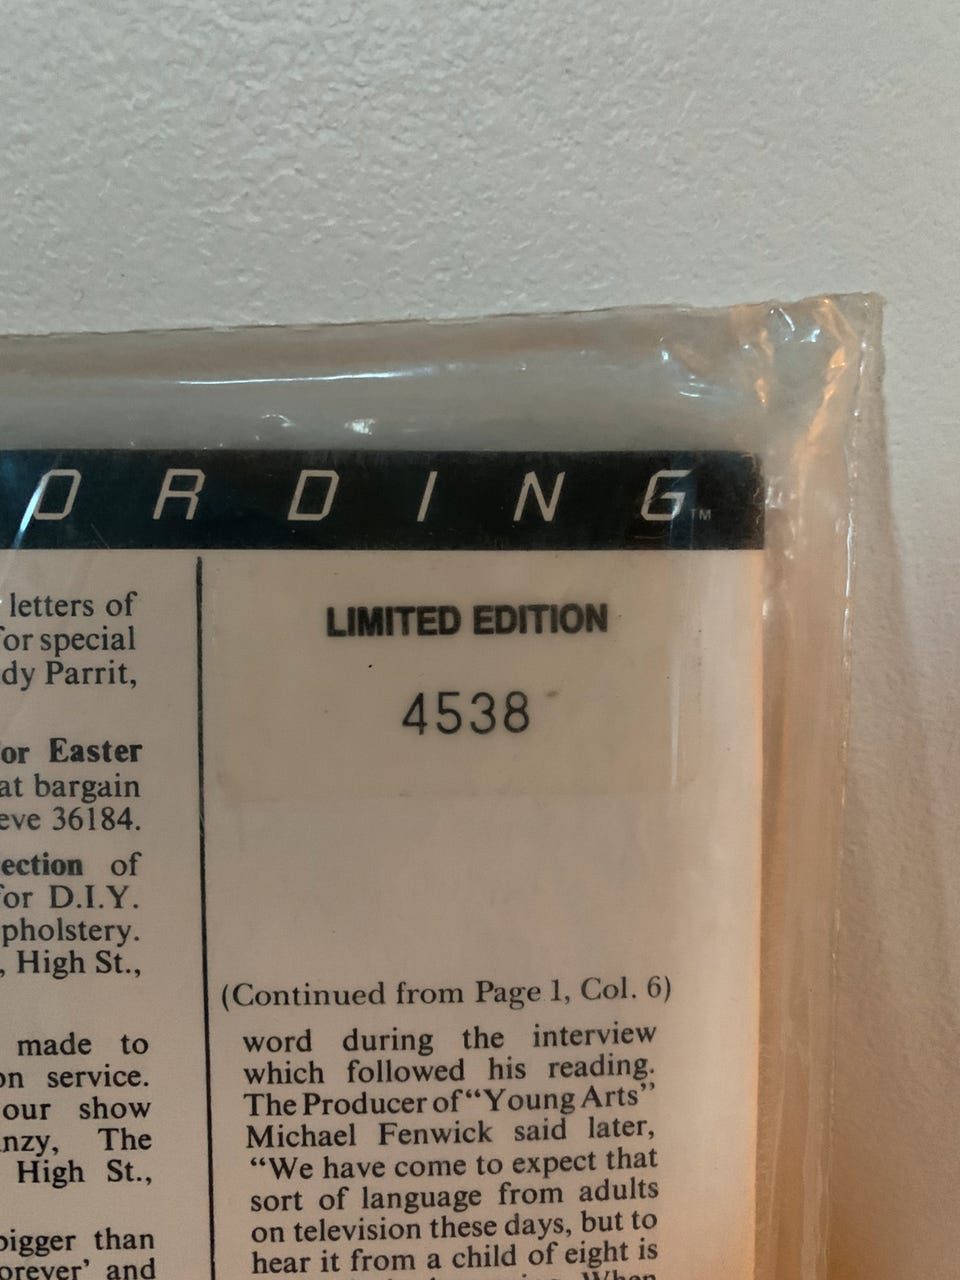 ORDING™
letters of
for special
dy Parrit,
or Easter
at bargain
eve 36184.
ection of
for D.I.Y.
pholstery.
, High St.,
made to
on service.
our show
anzy, The
High St.,
bigger than
orever' and
LIMITED EDITION
4538
(Continued from Page 1, Col. 6)
word during the interview
which followed his reading.
The Producer of “Young Arts”
Michael Fenwick said later,
“We have come to expect that
sort of language from adults
on television these days, but to
hear it from a child of eight is
When